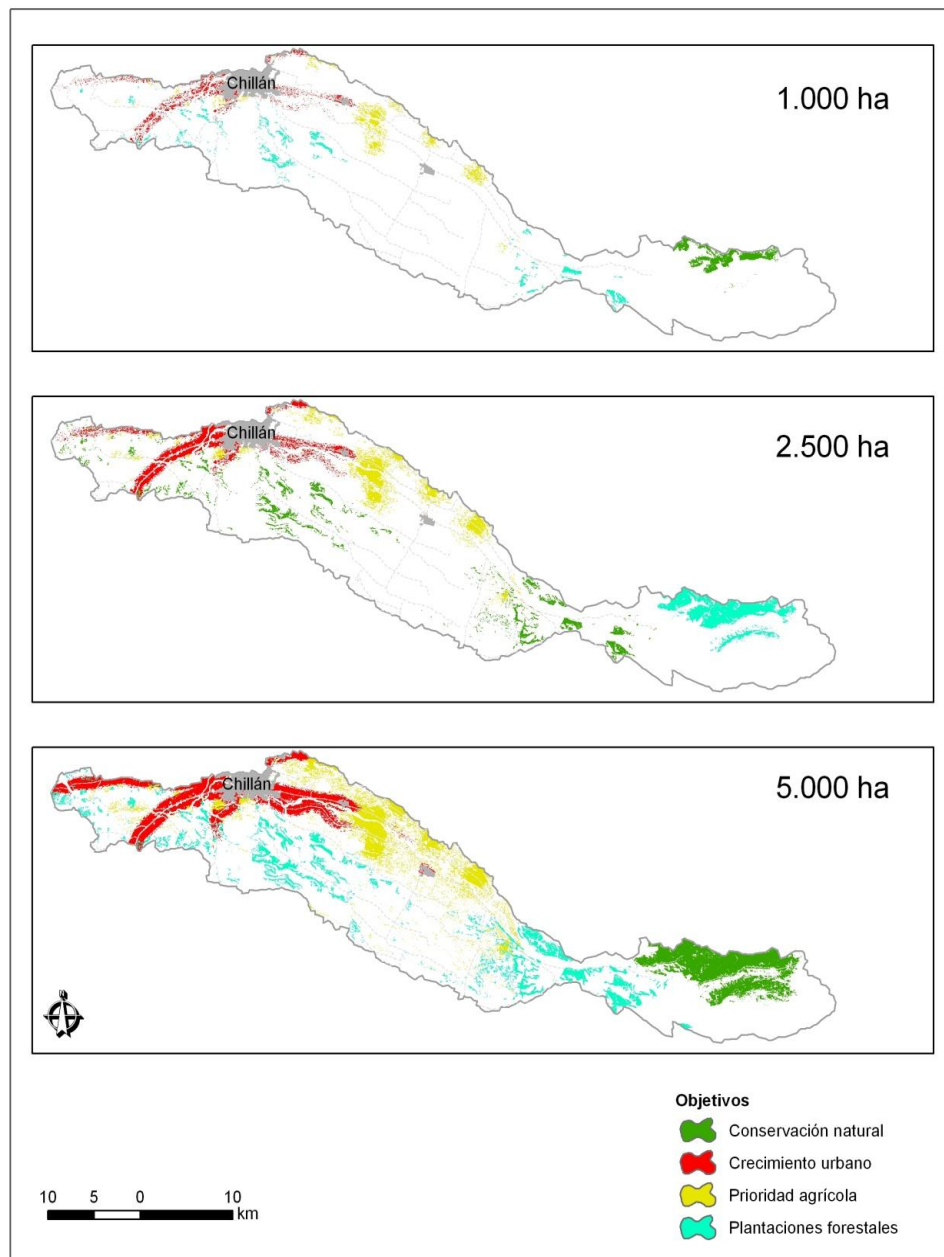 Chillán
1.000 ha
Chillán
2.500 ha
Chillán
5.000 ha
Objetivos
Conservación natural
Crecimiento urbano
Prioridad agrícola
Plantaciones forestales
10 5 0 10
km